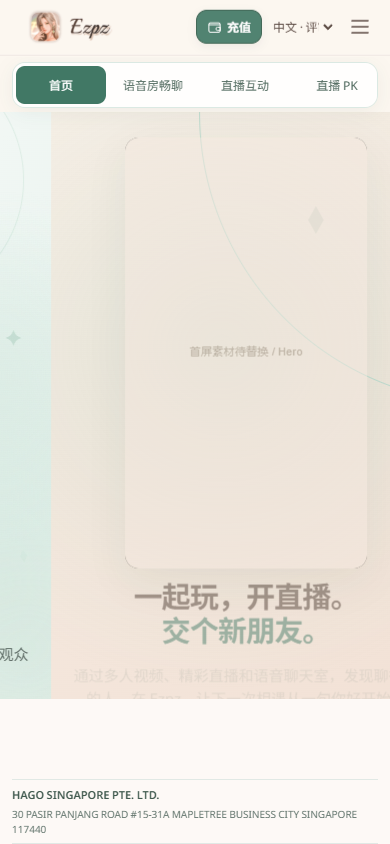 Ezpz
充值
中文 · 评
首页
语音房畅聊
直播互动
直播 PK
首屏素材待替换 / Hero
一起玩，开直播。
交个新朋友。
观众
通过多人视频、精彩直播和语音聊天室，发现聊
HAGO SINGAPORE PTE. LTD.
30 PASIR PANJANG ROAD #15-31A MAPLETREE BUSINESS CITY SINGAPORE
117440